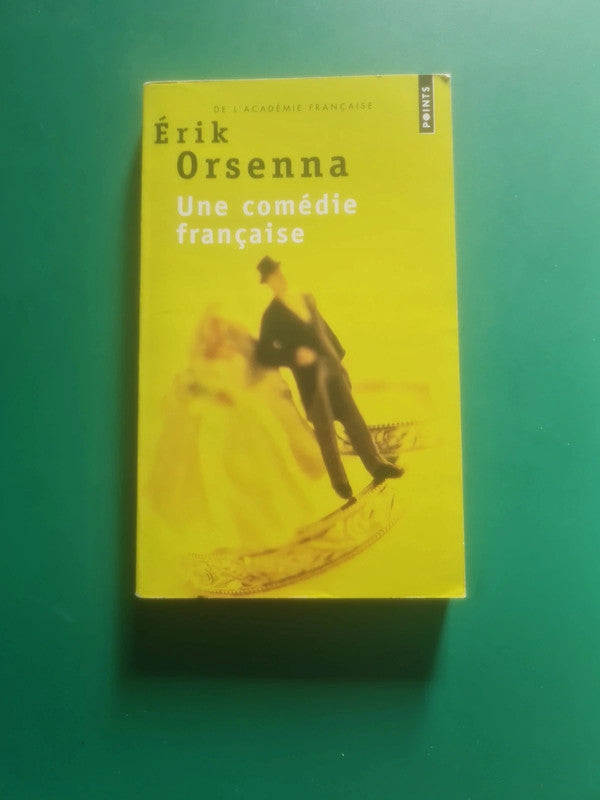 DE L'ACADÉMIE FRANÇAISE
POINTS
Érik
Orsenna
Une comédie
française